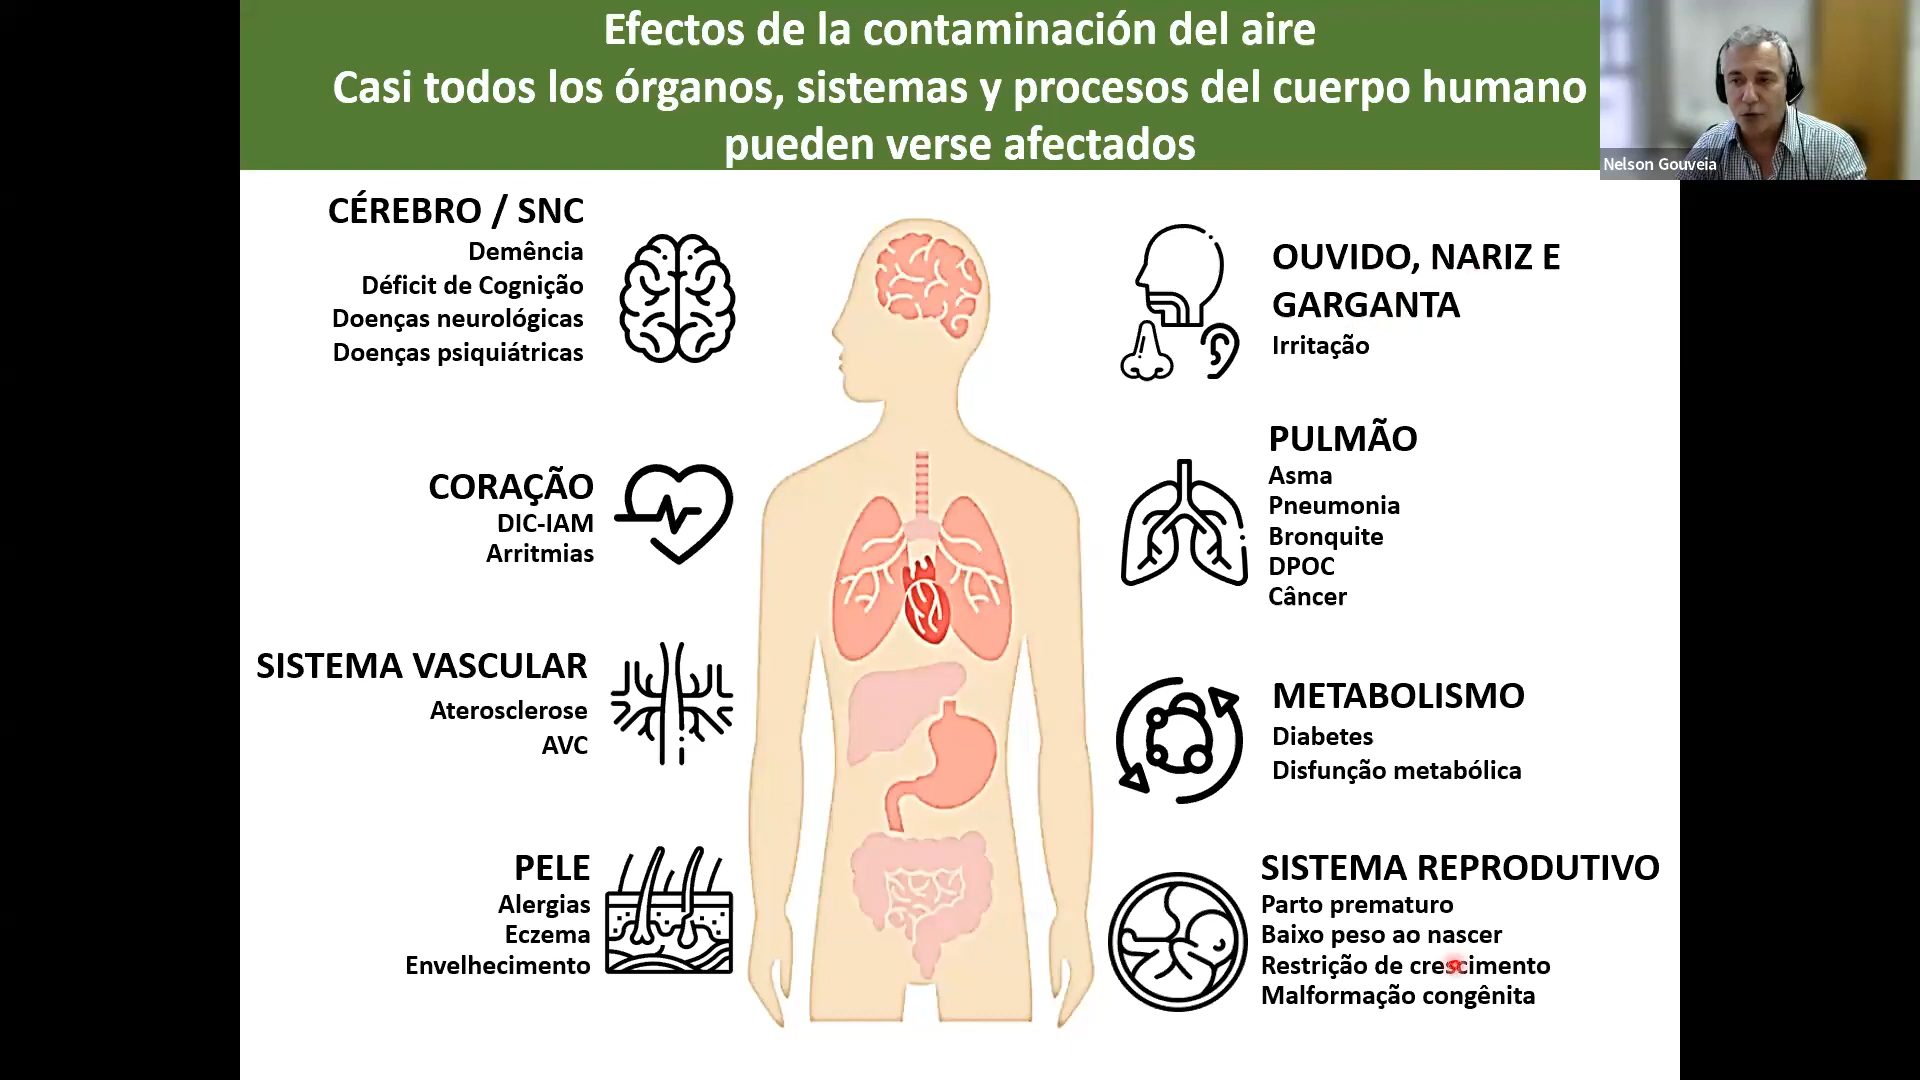 Efectos de la contaminación del aire
Casi todos los órganos, sistemas y procesos del cuerpo humano
pueden verse afectados
Nelson Gouveia
CÉREBRO / SNC
Demência
Déficit de Cognição
Doenças neurológicas
Doenças psiquiátricas
CORAÇÃO
DIC-IAM
Arritmias
SISTEMA VASCULAR
Aterosclerose
AVC
PELE
Alergias
Eczema
Envelhecimento
OUVIDO, NARIZ E
GARGANTA
Irritação
PULMÃO
Asma
Pneumonia
Bronquite
DPOC
Câncer
METABOLISMO
Diabetes
Disfunção metabólica
SISTEMA REPRODUTIVO
Parto prematuro
Baixo peso ao nascer
Restrição de crescimento
Malformação congênita